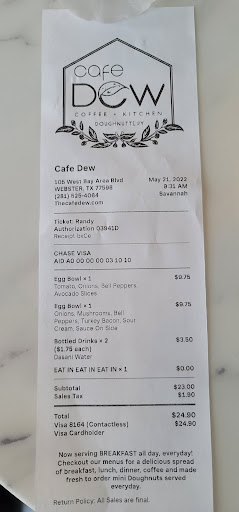 cafe
DEW
COFFEE + KITCHEN
DOUGHNUTTERY
Cafe Dew
105 West Bay Area Blvd
May 21, 2022
WEBSTER, TX 77598
9:31 AM
Savannah
Thecafedew.com
Ticket: Randy
Authorization 03941D
Receipt
CHASE VISA
AID A0 00 00 00 03 10 10
Egg Bowl × 1
$9.75
Tomato, Onions, Bell Peppers,
Avocado Slices
Egg Bowl × 1
$9.75
Onions, Mushrooms, Bell
Peppers, Turkey Bacon, Sour
Cream, Sauce On Side
Bottled Drinks × 2
$3.50
($1.75 each)
Dasani Water
EAT IN EAT IN EAT IN × 1
$0.00
Subtotal
$23.00
Sales Tax
$1.90
Total
$24.90
Visa 8164 (Contactless)
$24.90
Visa Cardholder
Now serving BREAKFAST all day, everyday!
Checkout our menus for a delicious spread
of breakfast, lunch, dinner, coffee and made
fresh to order mini Doughnuts served
everyday.
Return Policy: All Sales are final.